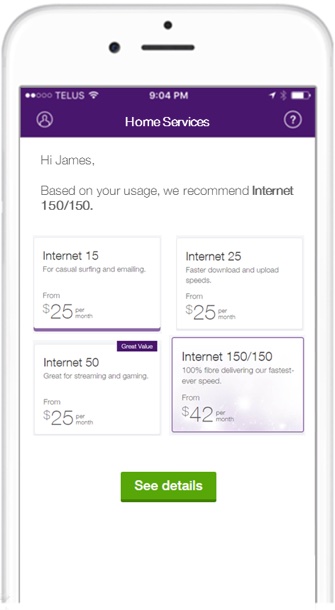 TELUS 9:04 PM
Home Services
?
Hi James,
Based on your usage, we recommend Internet
150/150.
Internet 15
For casual surfing and emailing.
From
$25 per
month
Internet 25
Faster download and upload
speeds.
From
$25 per
month
Great Value
Internet 50
Great for streaming and gaming.
From
$25 per
month
Internet 150/150
100% fibre delivering our fastest-
ever speed.
From
$42 per
month
See details